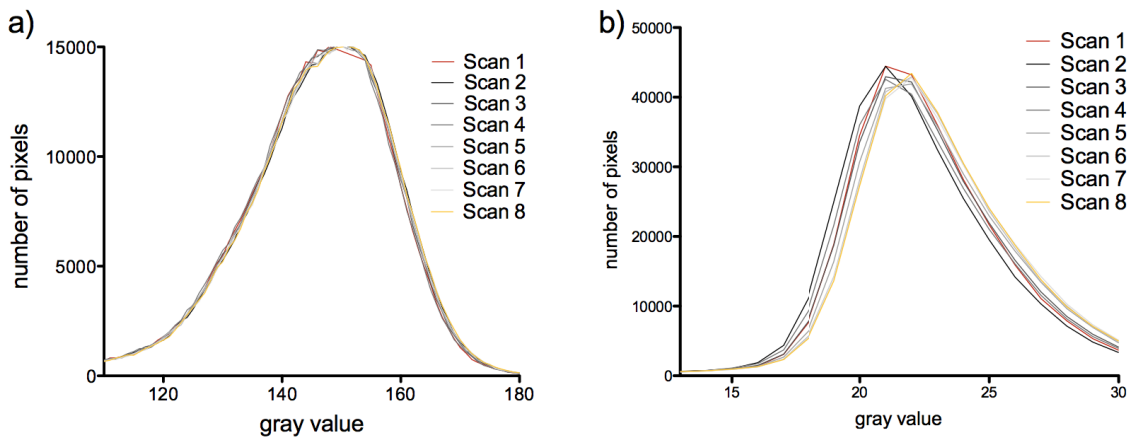 a)
15000
10000
5000
0
number of pixels
120
140
160
180
gray value
Scan 1
Scan 2
Scan 3
Scan 4
Scan 5
Scan 6
Scan 7
Scan 8
b)
50000
40000
30000
20000
10000
0
number of pixels
15
20
25
30
gray value
Scan 1
Scan 2
Scan 3
Scan 4
Scan 5
Scan 6
Scan 7
Scan 8